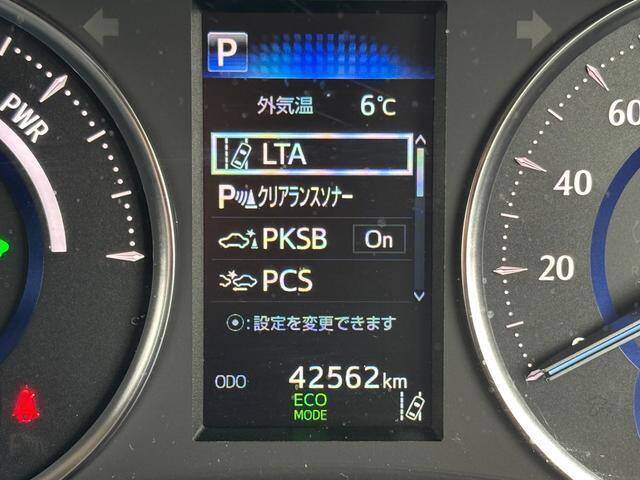 P
外気温 6℃
LTA
Pクリアランスソナー
PKSB On
PCS
:設定を変更できます
ODO 42562km
ECO
MODE
PWR
60
40
20